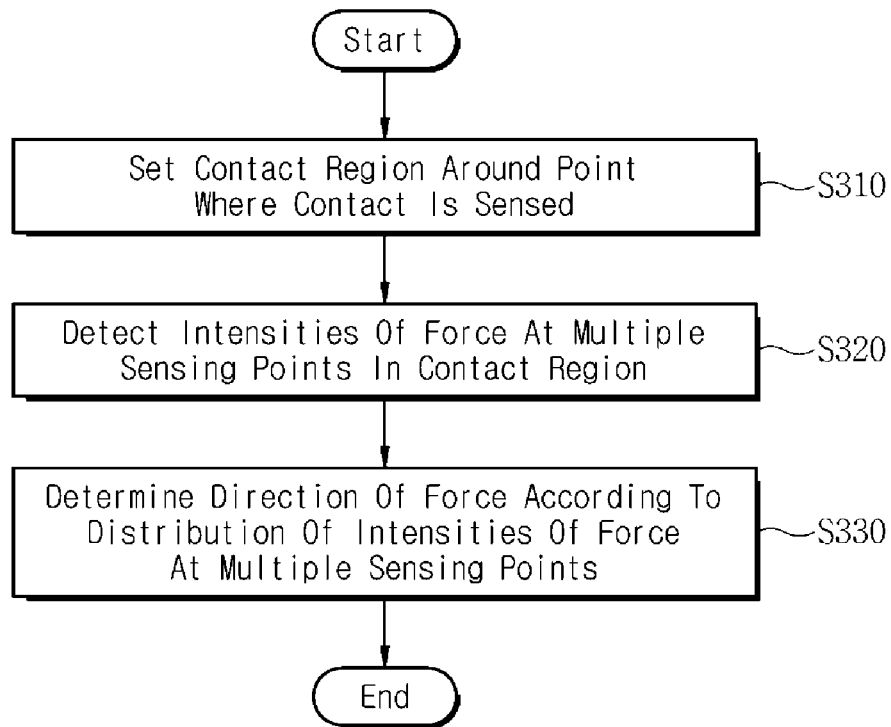 Start
Set Contact Region Around Point
Where Contact Is Sensed
S310
Detect Intensities Of Force At Multiple
Sensing Points In Contact Region
S320
Determine Direction Of Force According To
Distribution Of Intensities Of Force
At Multiple Sensing Points
S330
End